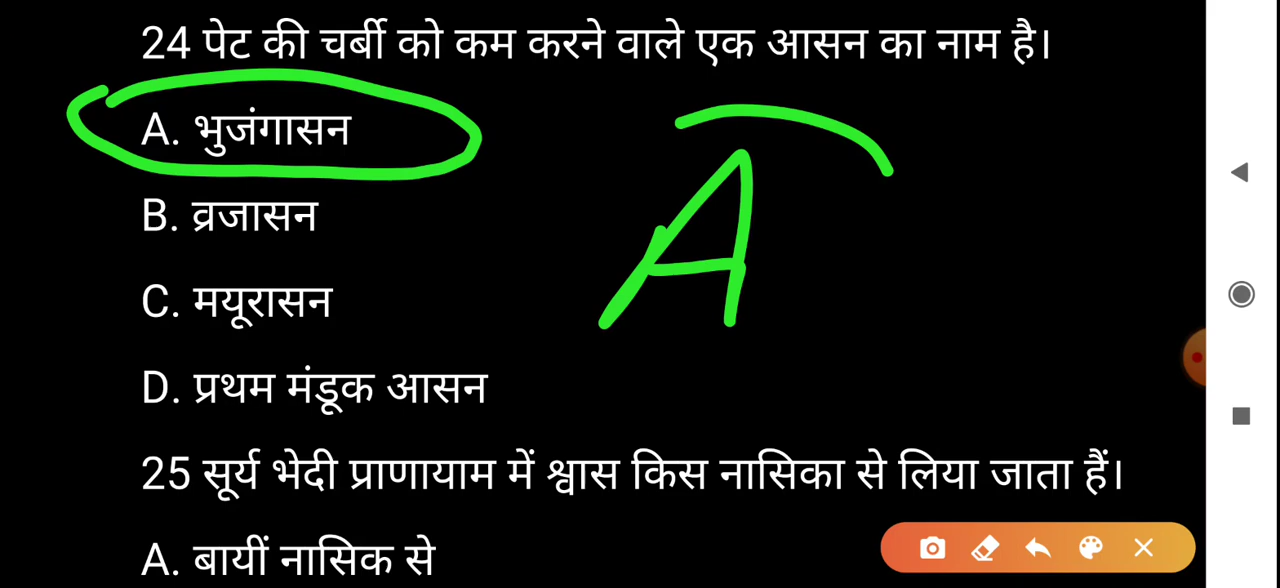 24 पेट की चर्बी को कम करने वाले एक आसन का नाम है।
A. भुजंगासन
A
B. व्रजासन
C. मयूरासन
D. प्रथम मंडूक आसन
25 सूर्य भेदी प्राणायाम में श्वास किस नासिका से लिया जाता हैं।
A. बायीं नासिक से